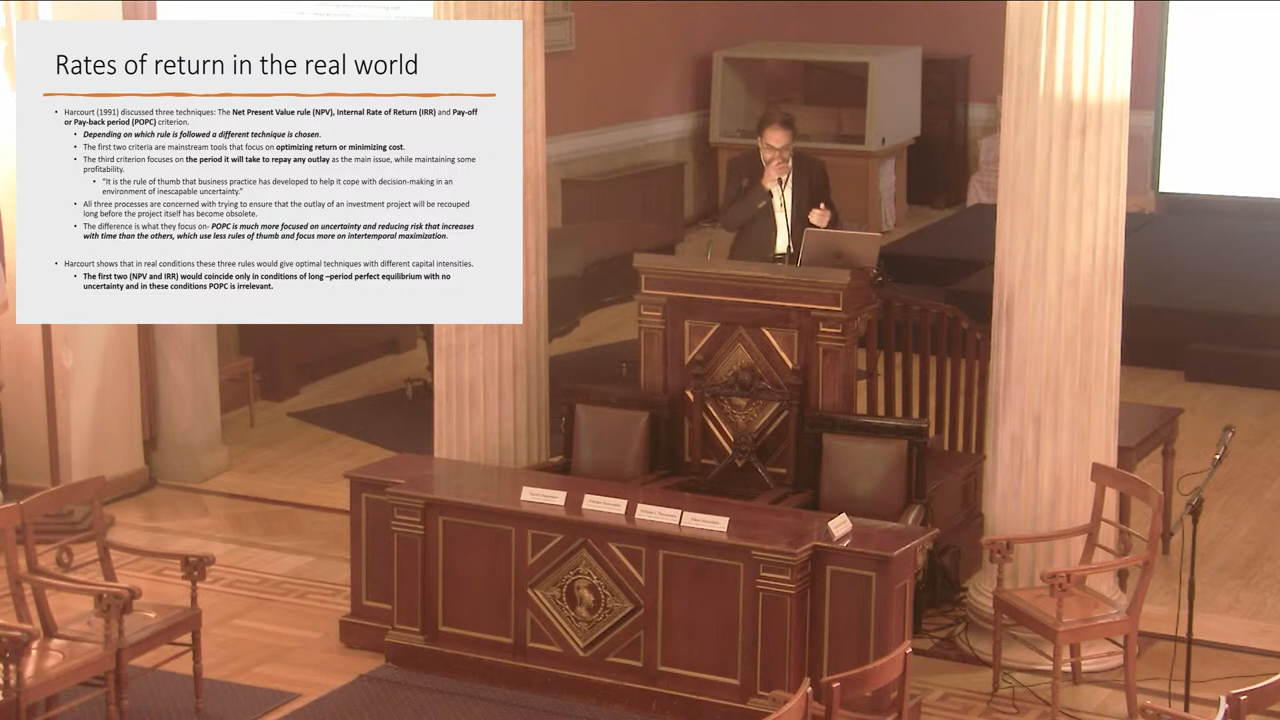 Rates of return in the real world
• Harcourt (1991) discussed three techniques: The Net Present Value rule (NPV), Internal Rate of Return (IRR) and Pay-off
or Pay-back period (POPC) criterion.
• Depending on which rule is followed a different technique is chosen.
• The first two criteria are mainstream tools that focus on optimizing return or minimizing cost.
• The third criterion focuses on the period it will take to repay any outlay as the main issue, while maintaining some
profitability.
• “It is the rule of thumb that business practice has developed to help it cope with decision-making in an
environment of inescapable uncertainty.”
• All three processes are concerned with trying to ensure that the outlay of an investment project will be recouped
long before the project itself has become obsolete.
• The difference is what they focus on- POPC is much more focused on uncertainty and reducing risk that increases
with time than the others, which use less rules of thumb and focus more on intertemporal maximization.
• Harcourt shows that in real conditions these three rules would give optimal techniques with different capital intensities.
• The first two (NPV and IRR) would coincide only in conditions of long –period perfect equilibrium with no
uncertainty and in these conditions POPC is irrelevant.